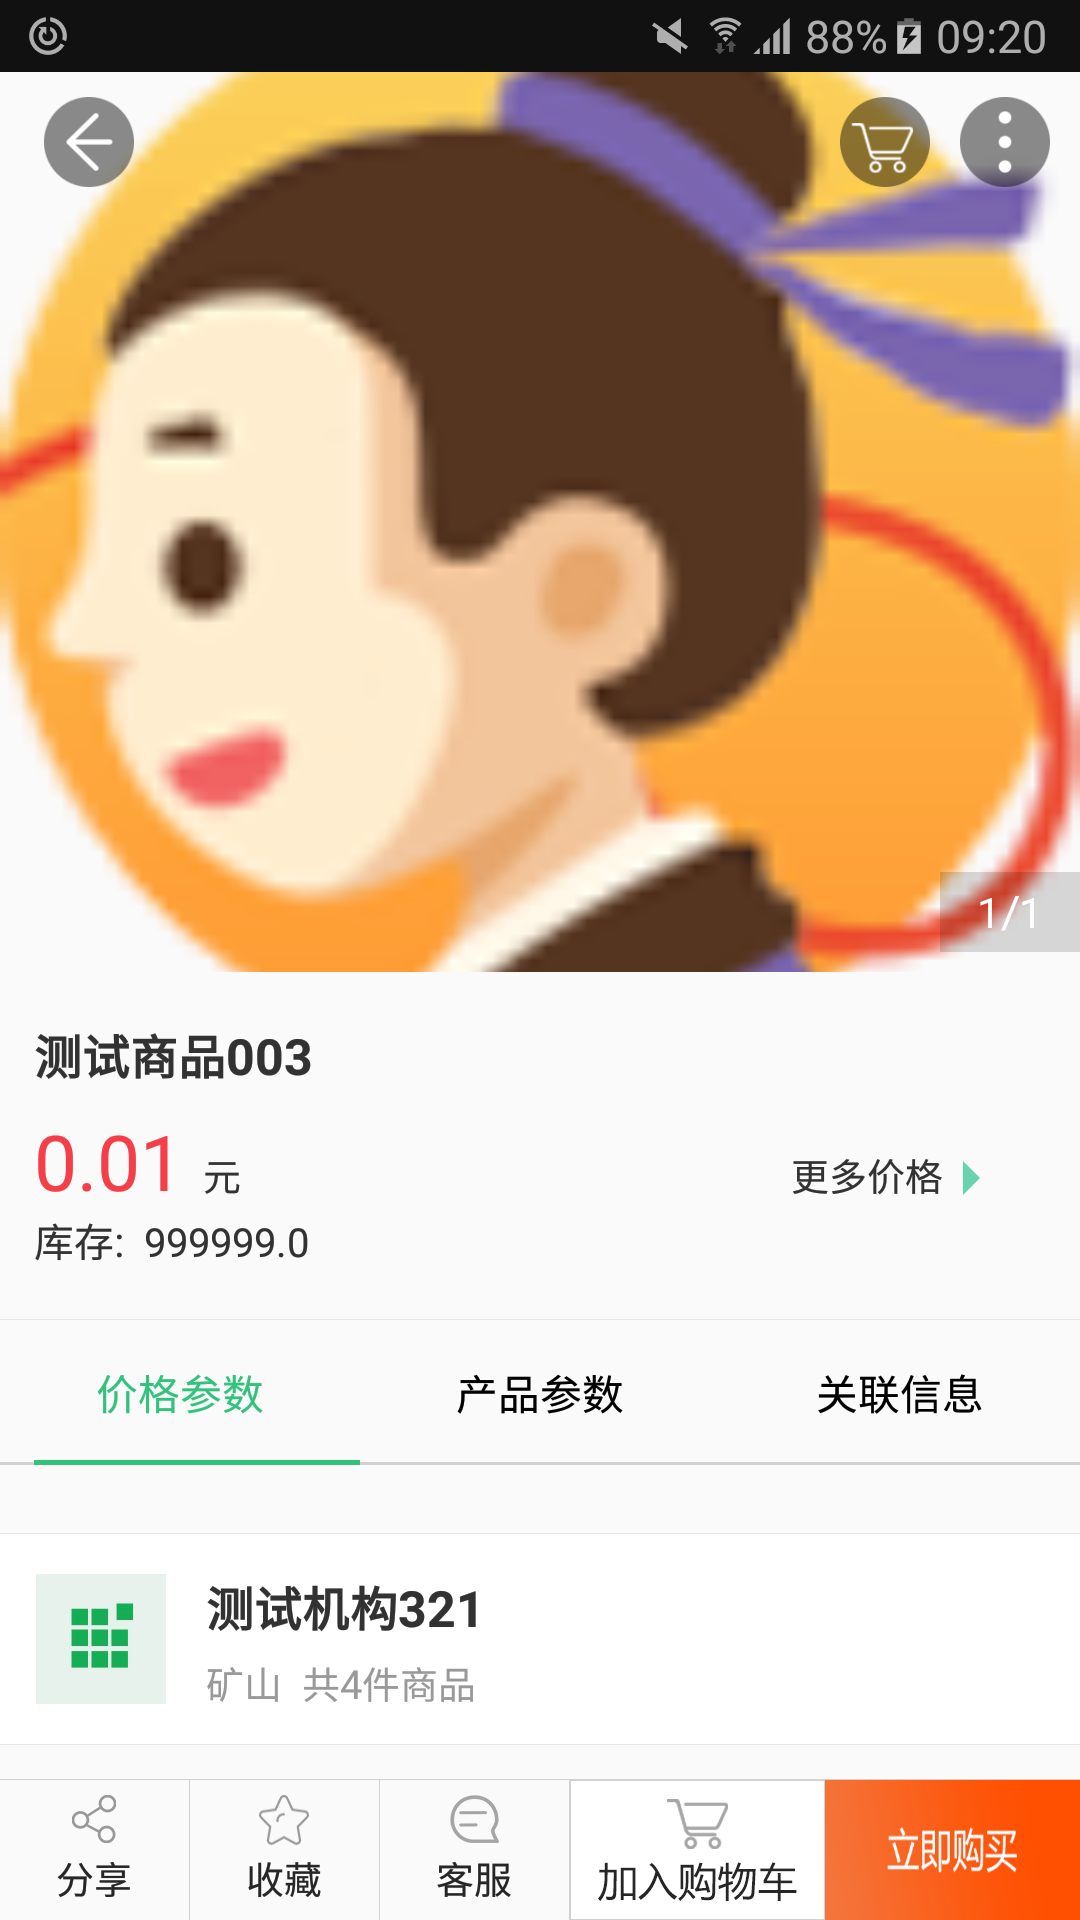 88% 09:20
1/1
测试商品003
0.01 元
更多价格
库存: 999999.0
价格参数 产品参数 关联信息
测试机构321
矿山 共4件商品
分享 收藏 客服 加入购物车 立即购买